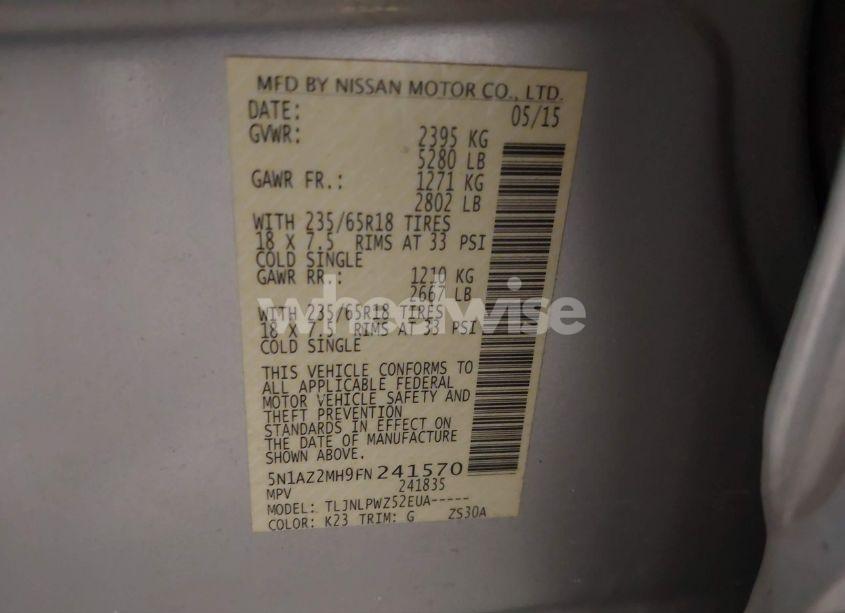 MFD BY NISSAN MOTOR CO., LTD.
DATE: 05/15
GVWR: 2395 KG
5280 LB
GAWR FR.: 1271 KG
2802 LB
WITH 235/65R18 TIRES
18 X 7.5 RIMS AT 33 PSI
COLD SINGLE
GAWR RR.: 1210 KG
2667 LB
wheelwise
WITH 235/65R18 TIRES
18 X 7.5 RIMS AT 33 PSI
COLD SINGLE
THIS VEHICLE CONFORMS TO
ALL APPLICABLE FEDERAL
MOTOR VEHICLE SAFETY AND
THEFT PREVENTION
STANDARDS IN EFFECT ON
THE DATE OF MANUFACTURE
SHOWN ABOVE.
5N1AZ2MH9FN241570
MPV 241835
MODEL: TLJNLPWZ52EUA-----
COLOR: K23 TRIM: G ZS30A